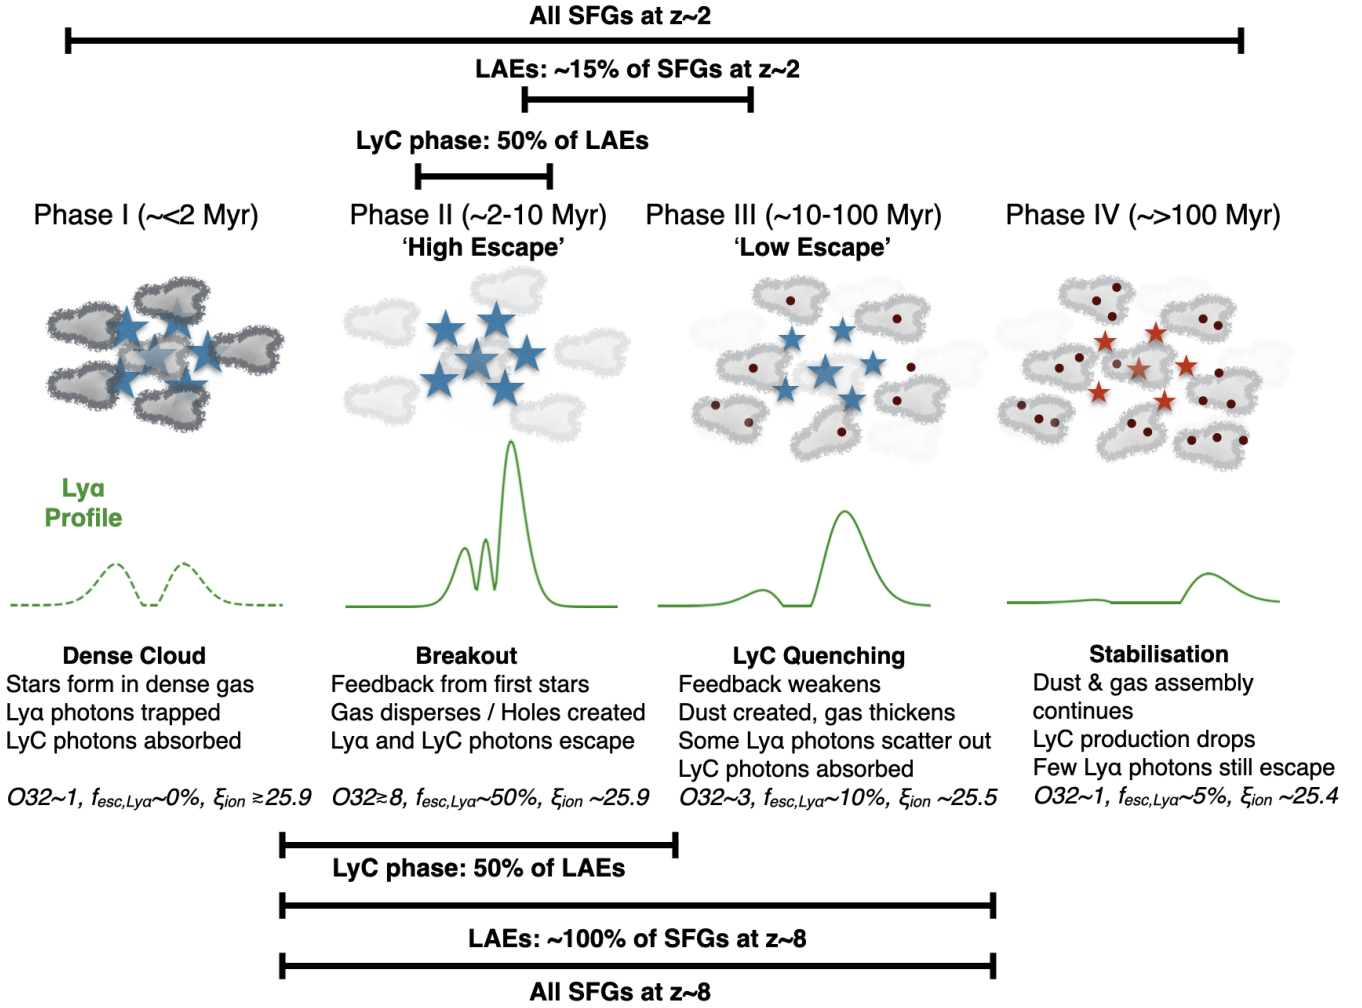 All SFGs at z~2
LAEs: ~15% of SFGs at z~2
LyC phase: 50% of LAEs
Phase I (~<2 Myr)
Phase II (~2-10 Myr)
'High Escape'
Phase III (~10-100 Myr)
'Low Escape'
Phase IV (~>100 Myr)
Lyα
Profile
Dense Cloud
Stars form in dense gas
Lyα photons trapped
LyC photons absorbed
O32~1, fesc,Lyα~0%, ξion ≳25.9
Breakout
Feedback from first stars
Gas disperses / Holes created
Lyα and LyC photons escape
O32≳8, fesc,Lyα~50%, ξion ~25.9
LyC Quenching
Feedback weakens
Dust created, gas thickens
Some Lyα photons scatter out
LyC photons absorbed
O32~3, fesc,Lyα~10%, ξion ~25.5
Stabilisation
Dust & gas assembly
continues
LyC production drops
Few Lyα photons still escape
O32~1, fesc,Lyα~5%, ξion ~25.4
LyC phase: 50% of LAEs
LAEs: ~100% of SFGs at z~8
All SFGs at z~8